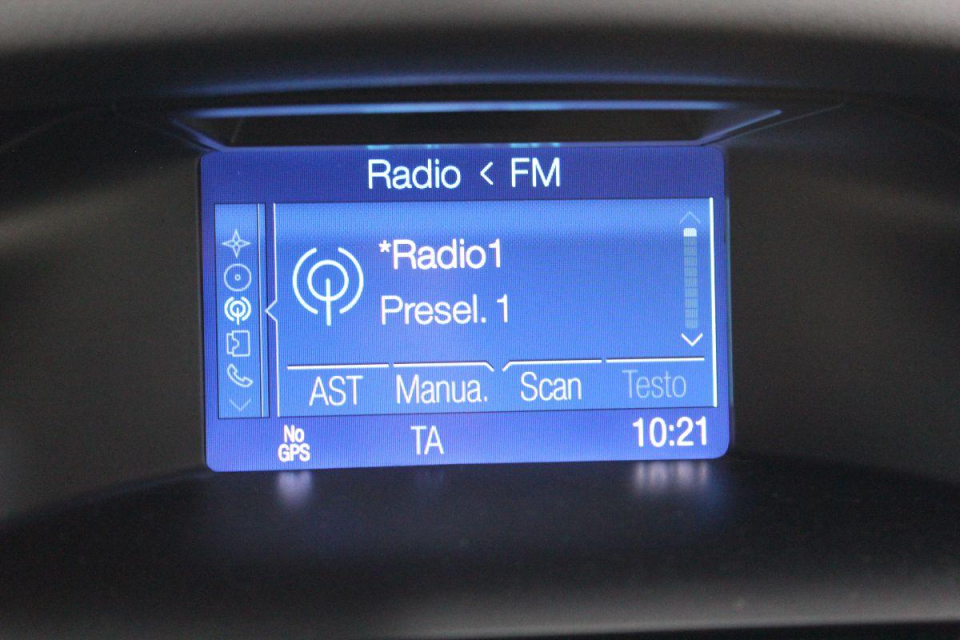 Radio < FM
*Radio1
Presel. 1
AST Manua. Scan Testo
No
GPS
TA
10:21